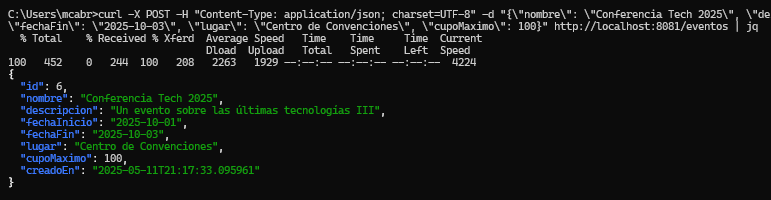 C:\Users\mcabr>curl -X POST -H "Content-Type: application/json; charset=UTF-8" -d "{\"nombre\": \"Conferencia Tech 2025\", \"de
\"fechaFin\": \"2025-10-03\", \"lugar\": \"Centro de Convenciones\", \"cupoMaximo\": 100}" http://localhost:8081/eventos | jq
  % Total    % Received % Xferd  Average Speed   Time    Time     Time  Current
                                 Dload  Upload   Total   Spent    Left  Speed
100   452    0   244  100   208   2263   1929 --:--:-- --:--:-- --:--:--  4224
{
  "id": 6,
  "nombre": "Conferencia Tech 2025",
  "descripcion": "Un evento sobre las últimas tecnologías III",
  "fechaInicio": "2025-10-01",
  "fechaFin": "2025-10-03",
  "lugar": "Centro de Convenciones",
  "cupoMaximo": 100,
  "creadoEn": "2025-05-11T21:17:33.095961"
}